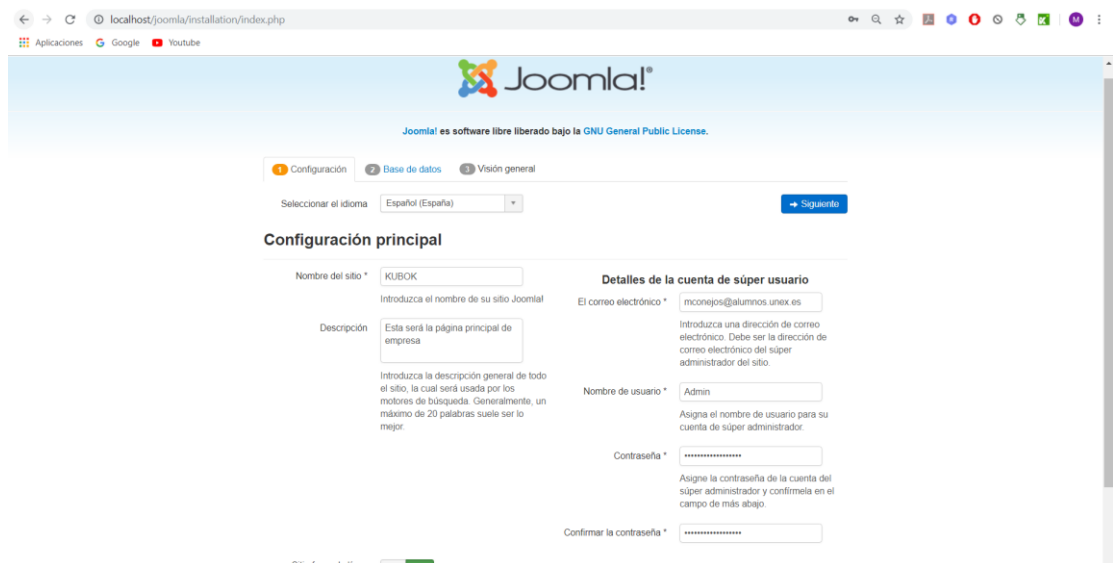 localhost/joomla/installation/index.php
M
Aplicaciones
Google
Youtube
Joomla!®
Joomla! es software libre liberado bajo la GNU General Public License.
1 Configuración
2 Base de datos
3 Visión general
Seleccionar el idioma
Español (España)
Siguiente
Configuración principal
Nombre del sitio *
KUBOK
Introduzca el nombre de su sitio Joomla!
Descripción
Esta será la página principal de
empresa
Introduzca la descripción general de todo
el sitio, la cual será usada por los
motores de búsqueda. Generalmente, un
máximo de 20 palabras suele ser lo
mejor.
Detalles de la cuenta de súper usuario
El correo electrónico *
mconejos@alumnos.unex.es
Introduzca una dirección de correo
electrónico. Debe ser la dirección de
correo electrónico del súper
administrador del sitio.
Nombre de usuario *
Admin
Asigna el nombre de usuario para su
cuenta de súper administrador.
Contraseña *
••••••••••••••••••
Asigne la contraseña de la cuenta del
súper administrador y confírmela en el
campo de más abajo.
Confirmar la contraseña *
••••••••••••••••••